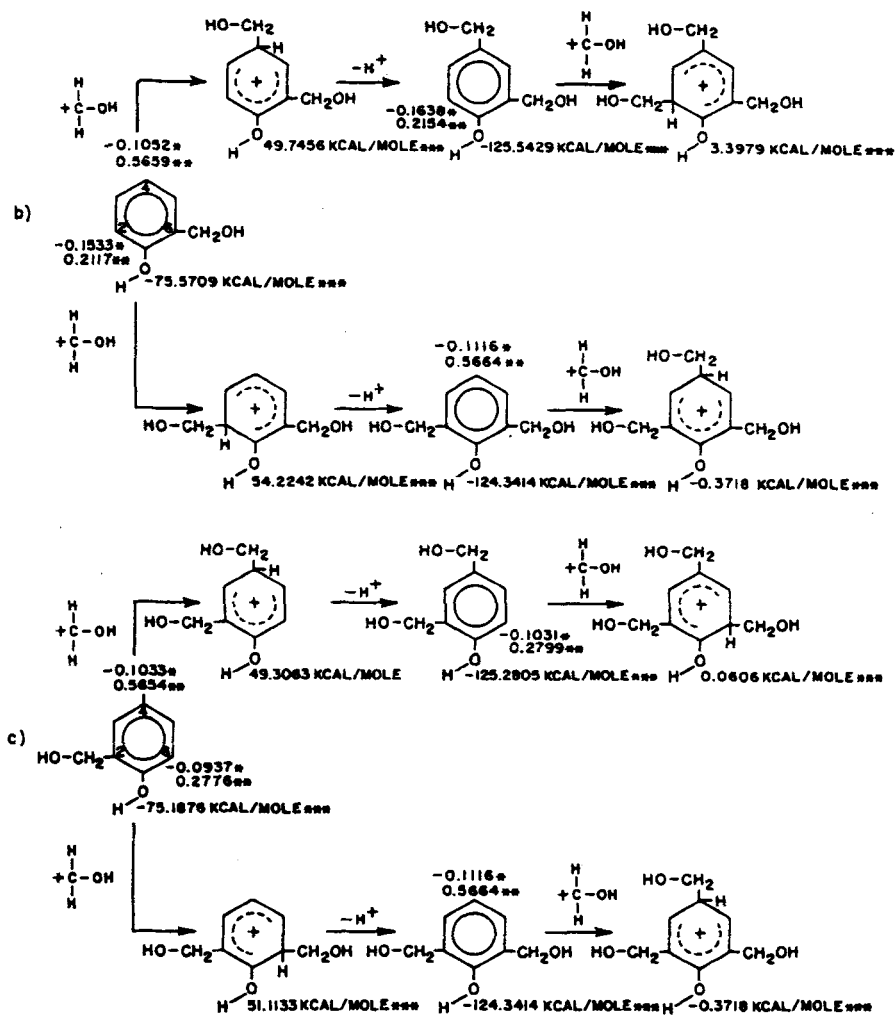 HO-CH2
H
H +C-OH H
-H+
+
CH2OH
H O
49.7456 KCAL/MOLE***
HO-CH2
CH2OH
-0.1638*
0.2154**
H O
-125.5429 KCAL/MOLE***
H +C-OH H
HO-CH2
HO-CH2
+
H
CH2OH
H O
3.3979 KCAL/MOLE***
-0.1052*
0.5659**
b)
4
2
CH2OH
-0.1533*
0.2117**
H O
-75.5709 KCAL/MOLE***
H +C-OH H
-H+
+
HO-CH2
H
CH2OH
H O
54.2242 KCAL/MOLE***
-0.1116*
0.5664**
HO-CH2
CH2OH
H O
-124.3414 KCAL/MOLE***
H +C-OH H
HO-CH2
H
+
HO-CH2
CH2OH
H O
-0.3718 KCAL/MOLE***
HO-CH2
H
H +C-OH H
-H+
+
HO-CH2
H O
49.3063 KCAL/MOLE
HO-CH2
HO-CH2
-0.1031*
0.2799**
H O
-125.2805 KCAL/MOLE***
H +C-OH H
HO-CH2
+
HO-CH2
H
CH2OH
H O
0.0606 KCAL/MOLE***
-0.1033*
0.5654**
c)
4
2
HO-CH2
-0.0937*
0.2776**
H O
-75.1876 KCAL/MOLE***
H +C-OH H
-H+
+
HO-CH2
H
CH2OH
H O
51.1133 KCAL/MOLE***
-0.1116*
0.5664**
HO-CH2
CH2OH
H O
-124.3414 KCAL/MOLE***
H +C-OH H
HO-CH2
H
+
HO-CH2
CH2OH
H O
-0.3718 KCAL/MOLE***